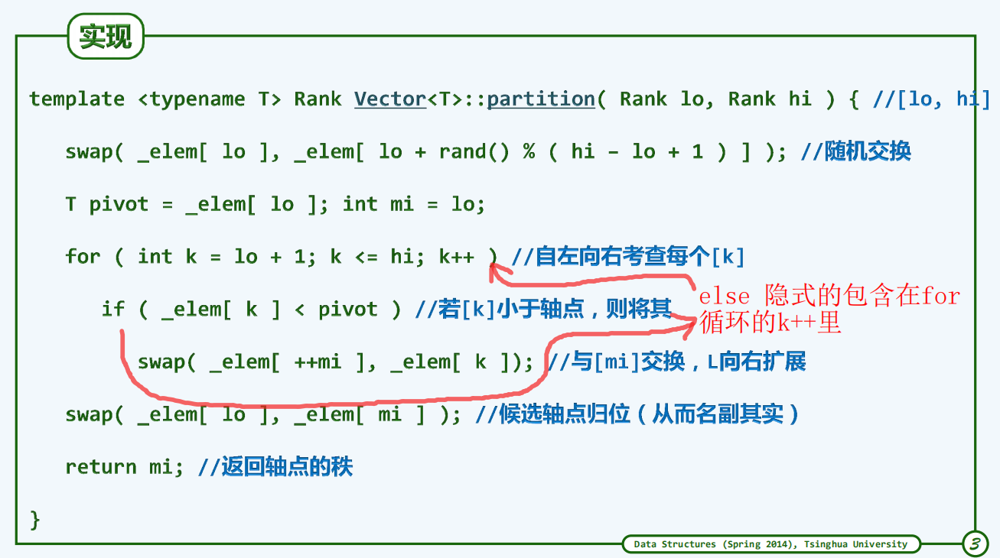 实现
template <typename T> Rank Vector<T>::partition( Rank lo, Rank hi ) { //[lo, hi]
swap( _elem[ lo ], _elem[ lo + rand() % ( hi – lo + 1 ) ] ); //随机交换
T pivot = _elem[ lo ]; int mi = lo;
for ( int k = lo + 1; k <= hi; k++ ) //自左向右考查每个[k]
if ( _elem[ k ] < pivot ) //若[k]小于轴点，则将其
else 隐式的包含在for
循环的k++里
swap( _elem[ ++mi ], _elem[ k ]); //与[mi]交换，L向右扩展
swap( _elem[ lo ], _elem[ mi ] ); //候选轴点归位（从而名副其实）
return mi; //返回轴点的秩
}
Data Structures (Spring 2014), Tsinghua University
3